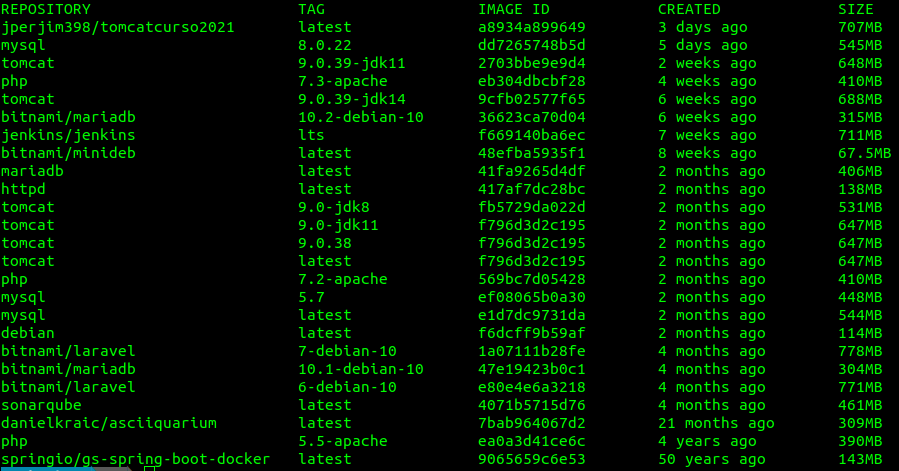 REPOSITORY TAG IMAGE ID CREATED SIZE
jperjim398/tomcatcurso2021 latest a8934a899649 3 days ago 707MB
mysql 8.0.22 dd7265748b5d 5 days ago 545MB
tomcat 9.0.39-jdk11 2703bbe9e9d4 2 weeks ago 648MB
php 7.3-apache eb304dbcbf28 4 weeks ago 410MB
tomcat 9.0.39-jdk14 9cfb02577f65 6 weeks ago 688MB
bitnami/mariadb 10.2-debian-10 36623ca70d04 6 weeks ago 315MB
jenkins/jenkins lts f669140ba6ec 7 weeks ago 711MB
bitnami/minideb latest 48efba5935f1 8 weeks ago 67.5MB
mariadb latest 41fa9265d4df 2 months ago 406MB
httpd latest 417af7dc28bc 2 months ago 138MB
tomcat 9.0-jdk8 fb5729da022d 2 months ago 531MB
tomcat 9.0-jdk11 f796d3d2c195 2 months ago 647MB
tomcat 9.0.38 f796d3d2c195 2 months ago 647MB
tomcat latest f796d3d2c195 2 months ago 647MB
php 7.2-apache 569bc7d05428 2 months ago 410MB
mysql 5.7 ef08065b0a30 2 months ago 448MB
mysql latest e1d7dc9731da 2 months ago 544MB
debian latest f6dcff9b59af 2 months ago 114MB
bitnami/laravel 7-debian-10 1a07111b28fe 4 months ago 778MB
bitnami/mariadb 10.1-debian-10 47e19423b0c1 4 months ago 304MB
bitnami/laravel 6-debian-10 e80e4e6a3218 4 months ago 771MB
sonarqube latest 4071b5715d76 4 months ago 461MB
danielkraic/asciiquarium latest 7bab964067d2 21 months ago 309MB
php 5.5-apache ea0a3d41ce6c 4 years ago 390MB
springio/gs-spring-boot-docker latest 9065659c6e53 50 years ago 143MB